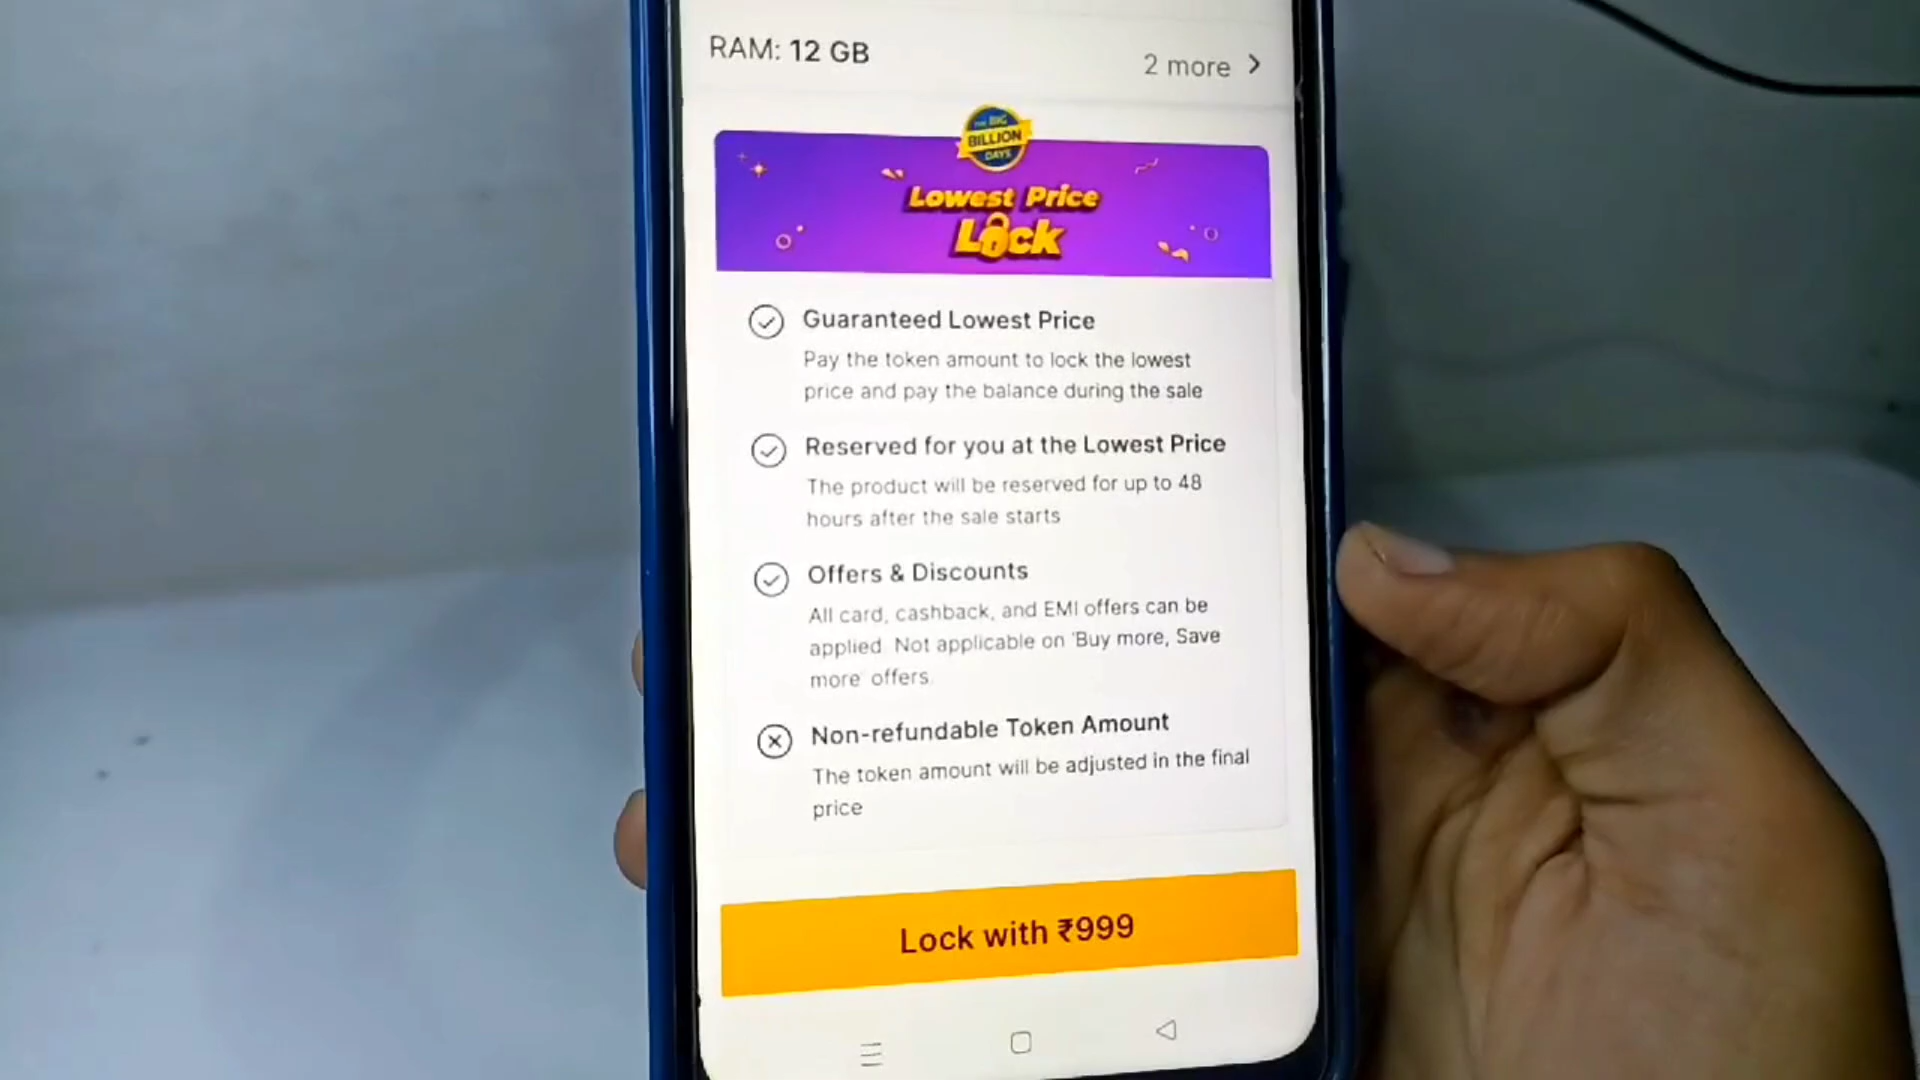 RAM: 12 GB
2 more
THE BIG
BILLION
DAYS
Lowest Price
Lock
Guaranteed Lowest Price
Pay the token amount to lock the lowest
price and pay the balance during the sale
Reserved for you at the Lowest Price
The product will be reserved for up to 48
hours after the sale starts
Offers & Discounts
All card, cashback, and EMI offers can be
applied. Not applicable on 'Buy more, Save
more' offers.
Non-refundable Token Amount
The token amount will be adjusted in the final
price
Lock with ₹999